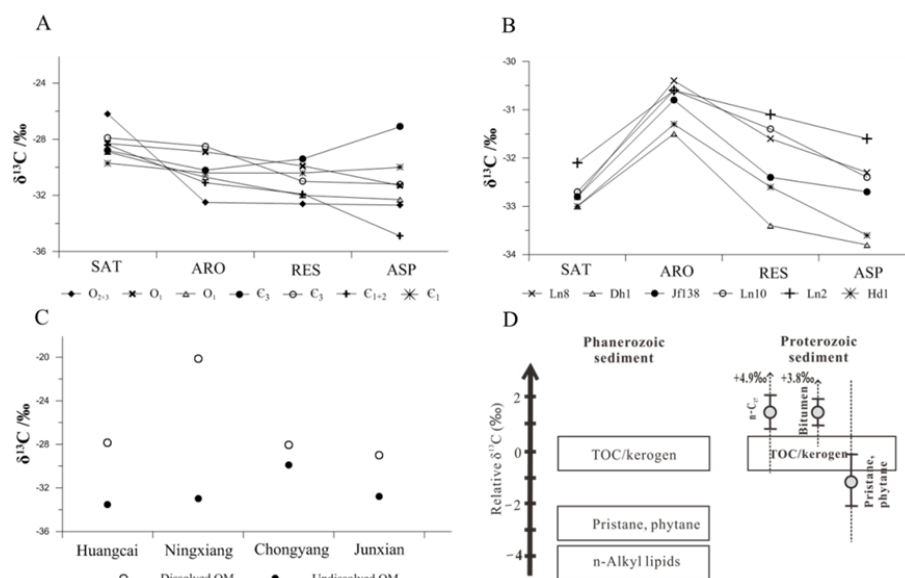 A
-24
-28
-32
-36
δ¹³C /‰
SAT ARO RES ASP
O₂₊₃ O₁ O₁ Є₃ Є₃ Є₁₊₂ Є₁
B
-30
-31
-32
-33
-34
δ¹³C /‰
SAT ARO RES ASP
Ln8 Dh1 Jf138 Ln10 Ln2 Hd1
C
-20
-24
-28
-32
-36
δ¹³C /‰
Huangcai Ningxiang Chongyang Junxian
Dissolved OM Undissolved OM
D
Phanerozoic
sediment
Proterozoic
sediment
Relative δ¹³C (‰)
2
0
−2
−4
TOC/kerogen
Pristane, phytane
n-Alkyl lipids
+4.9‰
+3.8‰
Bitumen
TOC/kerogen
Pristane,
phytane